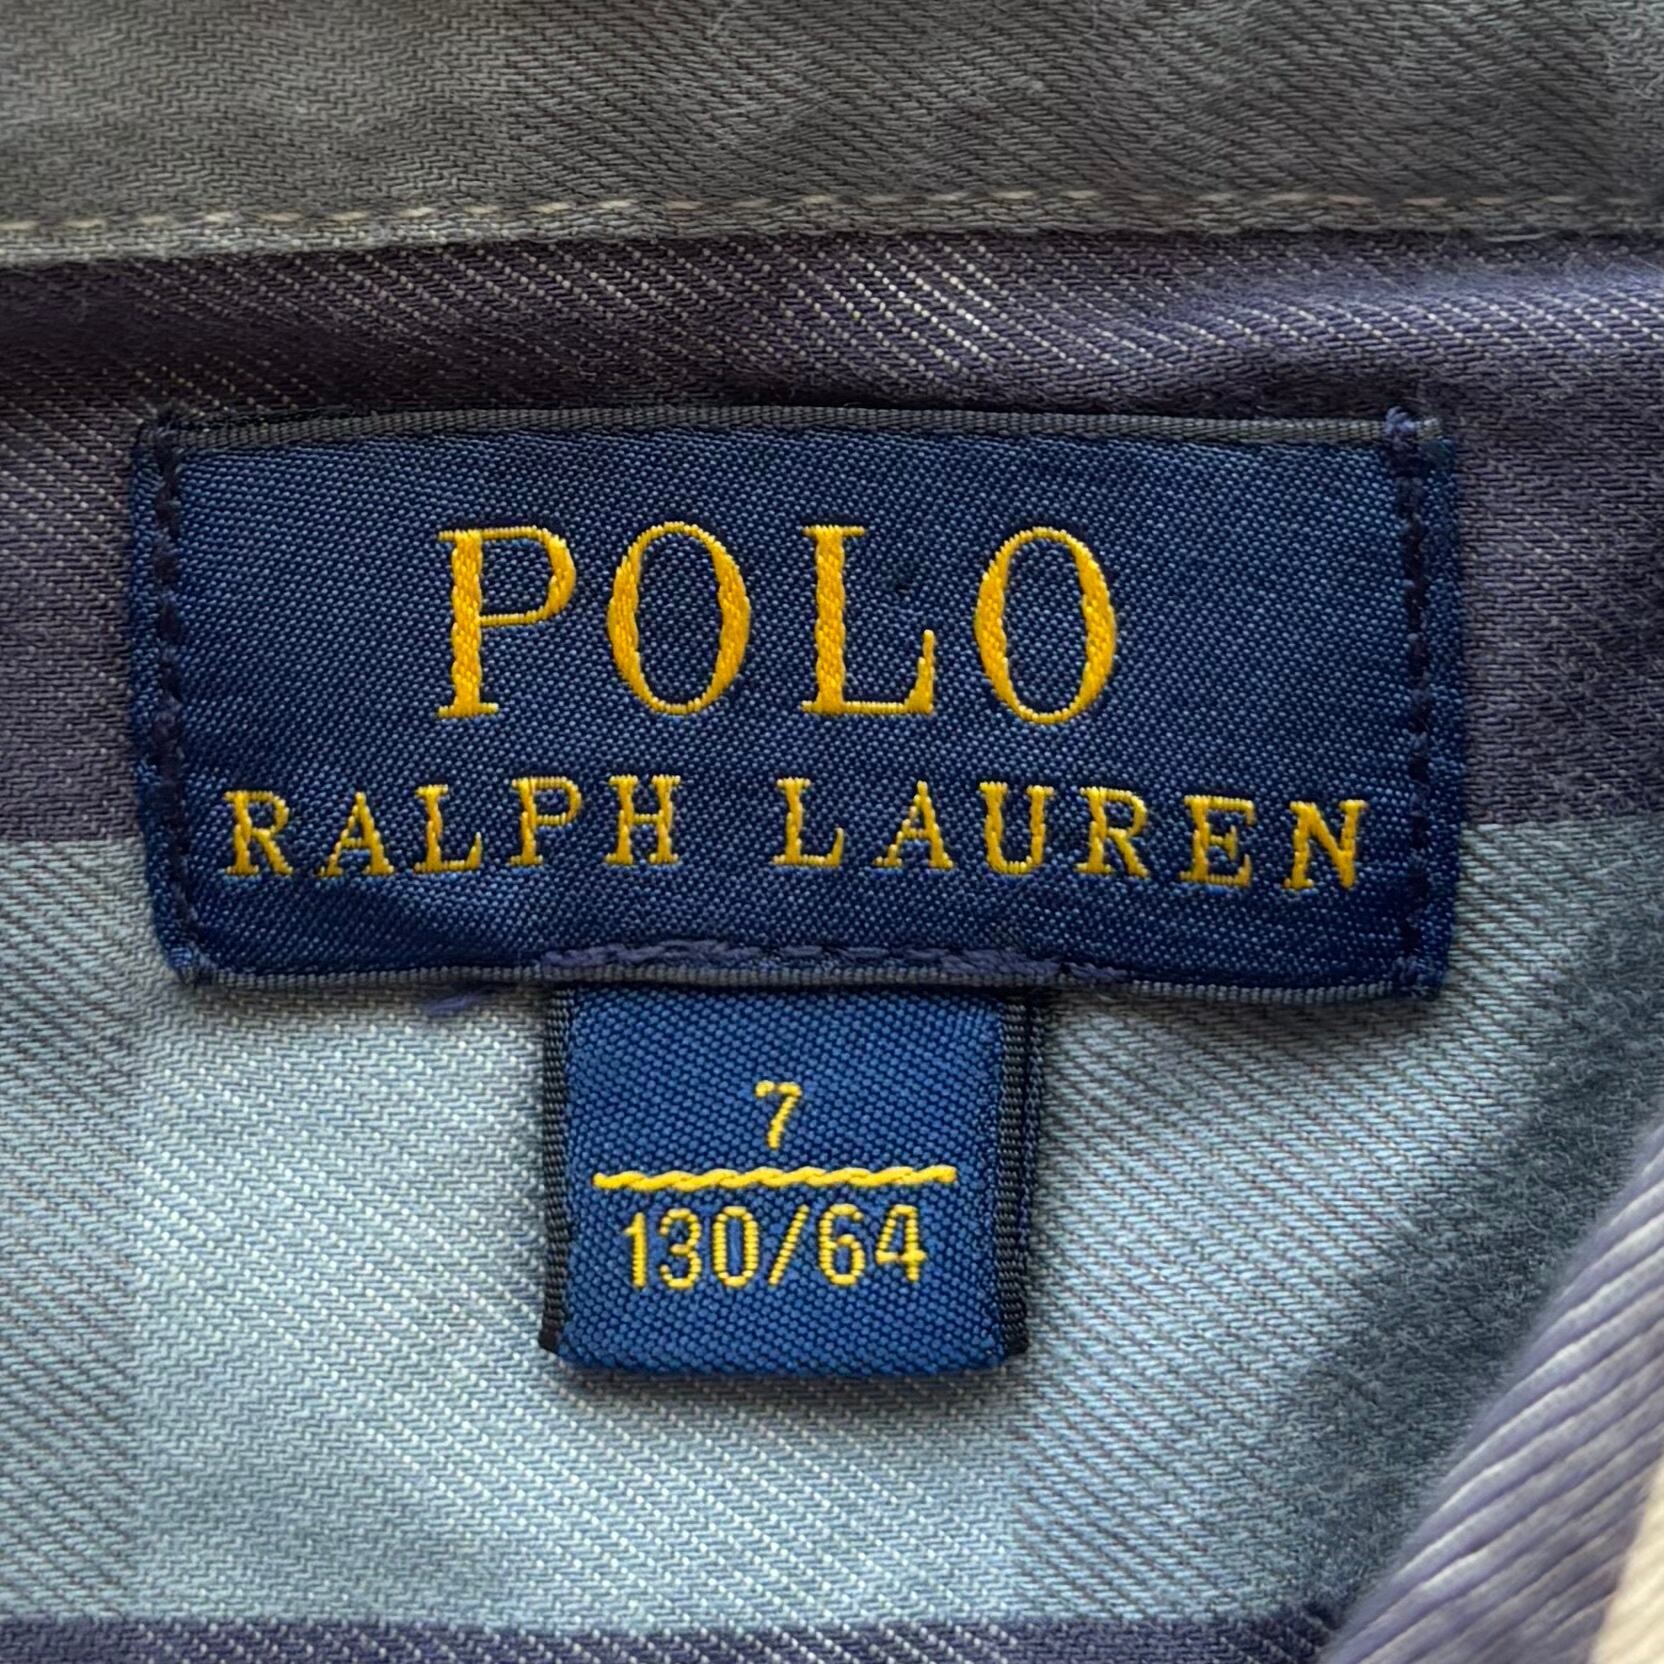 POLO
RALPH LAUREN
7
130/64